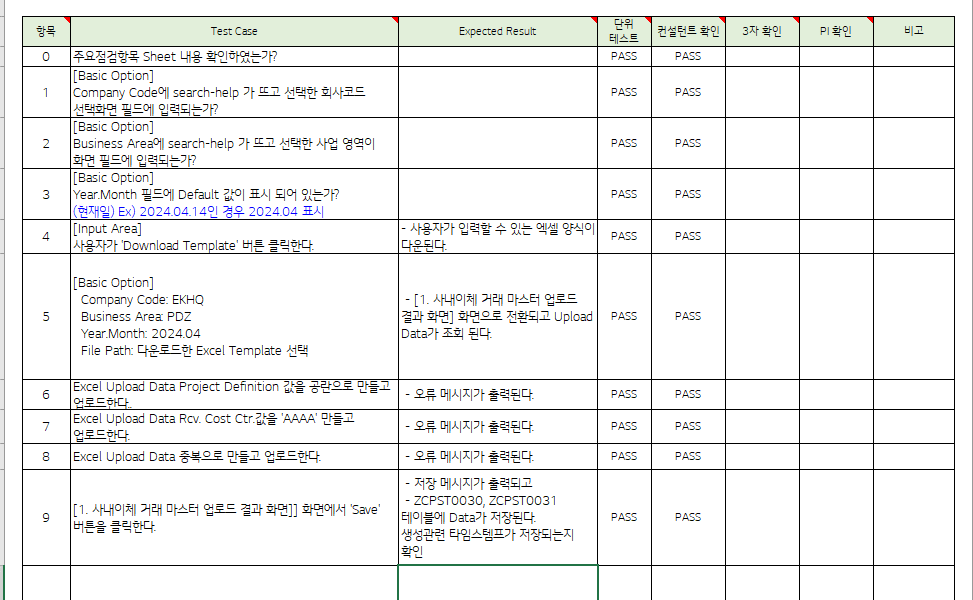 항목 Test Case Expected Result 단위 테스트 컨설턴트 확인 3자 확인 PI 확인 비고
0 주요점검항목 Sheet 내용 확인하였는가? PASS PASS
1 [Basic Option]
Company Code에 search-help 가 뜨고 선택한 회사코드
선택화면 필드에 입력되는가? PASS PASS
2 [Basic Option]
Business Area에 search-help 가 뜨고 선택한 사업 영역이
화면 필드에 입력되는가? PASS PASS
3 [Basic Option]
Year.Month 필드에 Default 값이 표시 되어 있는가?
(현재일) Ex) 2024.04.14인 경우 2024.04 표시 PASS PASS
4 [Input Area]
사용자가 'Download Template' 버튼 클릭한다.
- 사용자가 입력할 수 있는 엑셀 양식이
다운된다. PASS PASS
5 [Basic Option]
Company Code: EKHQ
Business Area: PDZ
Year.Month: 2024.04
File Path: 다운로드한 Excel Template 선택
- [1. 사내이체 거래 마스터 업로드
결과 화면] 화면으로 전환되고 Upload
Data가 조회 된다. PASS PASS
6 Excel Upload Data Project Definition 값을 공란으로 만들고
업로드한다.
- 오류 메시지가 출력된다. PASS PASS
7 Excel Upload Data Rcv. Cost Ctr.값을 'AAAA' 만들고
업로드한다.
- 오류 메시지가 출력된다. PASS PASS
8 Excel Upload Data 중복으로 만들고 업로드한다.
- 오류 메시지가 출력된다. PASS PASS
9 [1. 사내이체 거래 마스터 업로드 결과 화면]] 화면에서 'Save'
버튼을 클릭한다.
- 저장 메시지가 출력되고
- ZCPST0030, ZCPST0031
테이블에 Data가 저장된다.
생성관련 타임스템프가 저장되는지
확인 PASS PASS